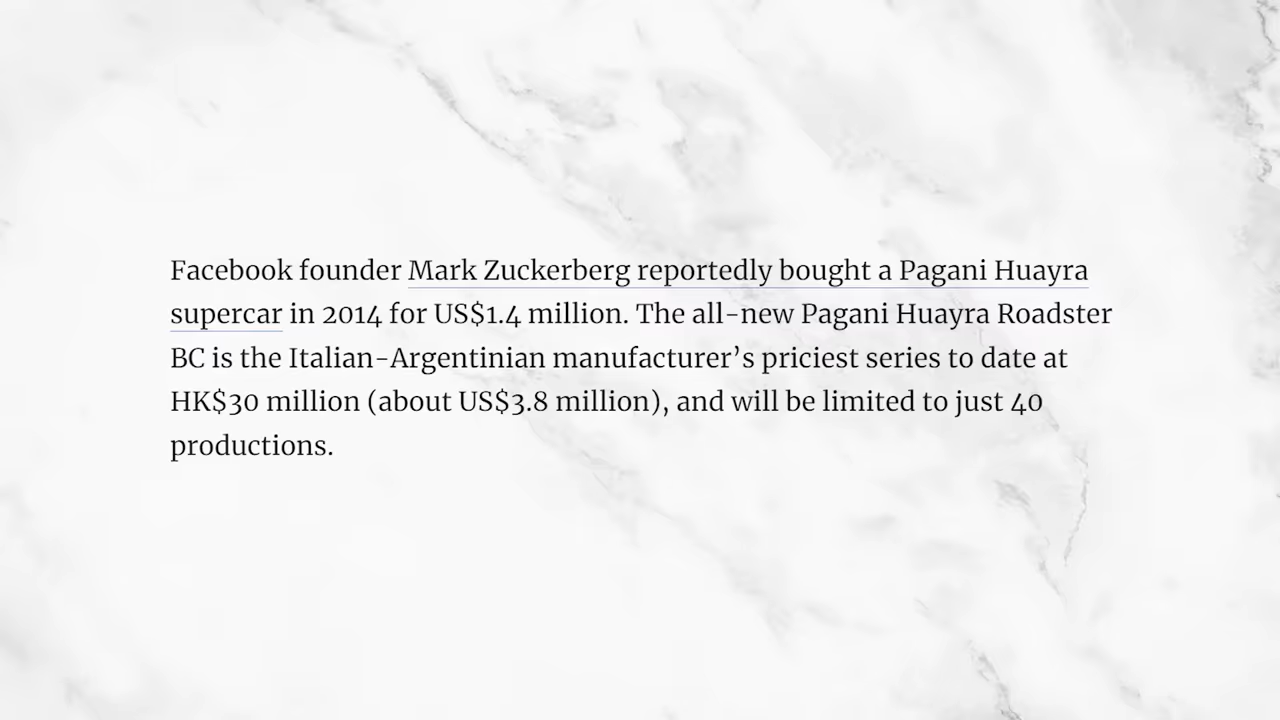 Facebook founder Mark Zuckerberg reportedly bought a Pagani Huayra
supercar in 2014 for US$1.4 million. The all-new Pagani Huayra Roadster
BC is the Italian-Argentinian manufacturer’s priciest series to date at
HK$30 million (about US$3.8 million), and will be limited to just 40
productions.